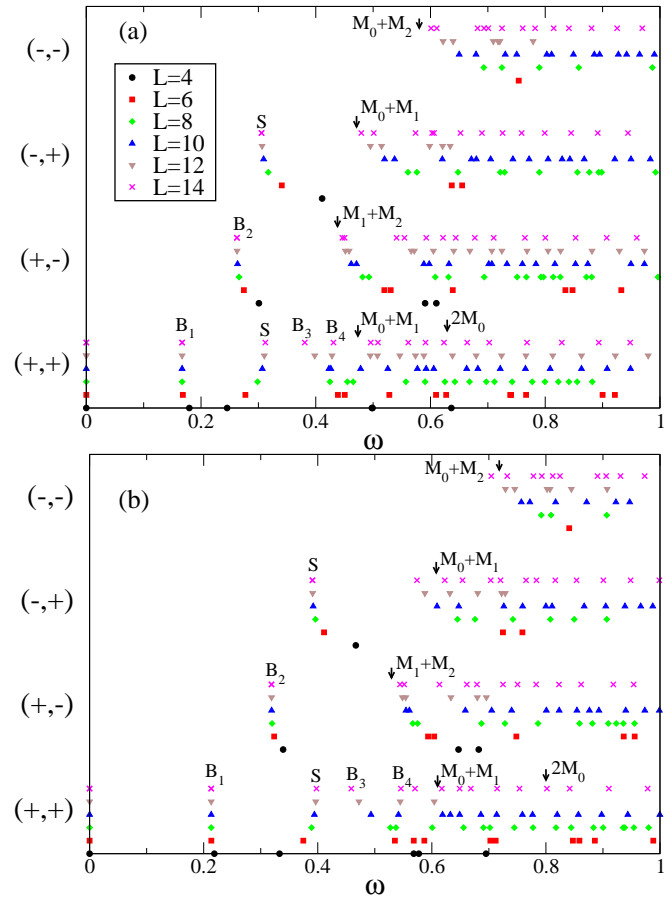 (a)
M₀+M₂
(-,-)
L=4
L=6
L=8
L=10
L=12
L=14
S
M₀+M₁
(-,+)
B₂
M₁+M₂
(+,-)
B₁
S
B₃
B₄
M₀+M₁
2M₀
(+,+)
0 0.2 0.4 0.6 0.8 1
ω
(b)
M₀+M₂
(-,-)
S
M₀+M₁
(-,+)
B₂
M₁+M₂
(+,-)
B₁
S
B₃
B₄
M₀+M₁
2M₀
(+,+)
0 0.2 0.4 0.6 0.8 1
ω